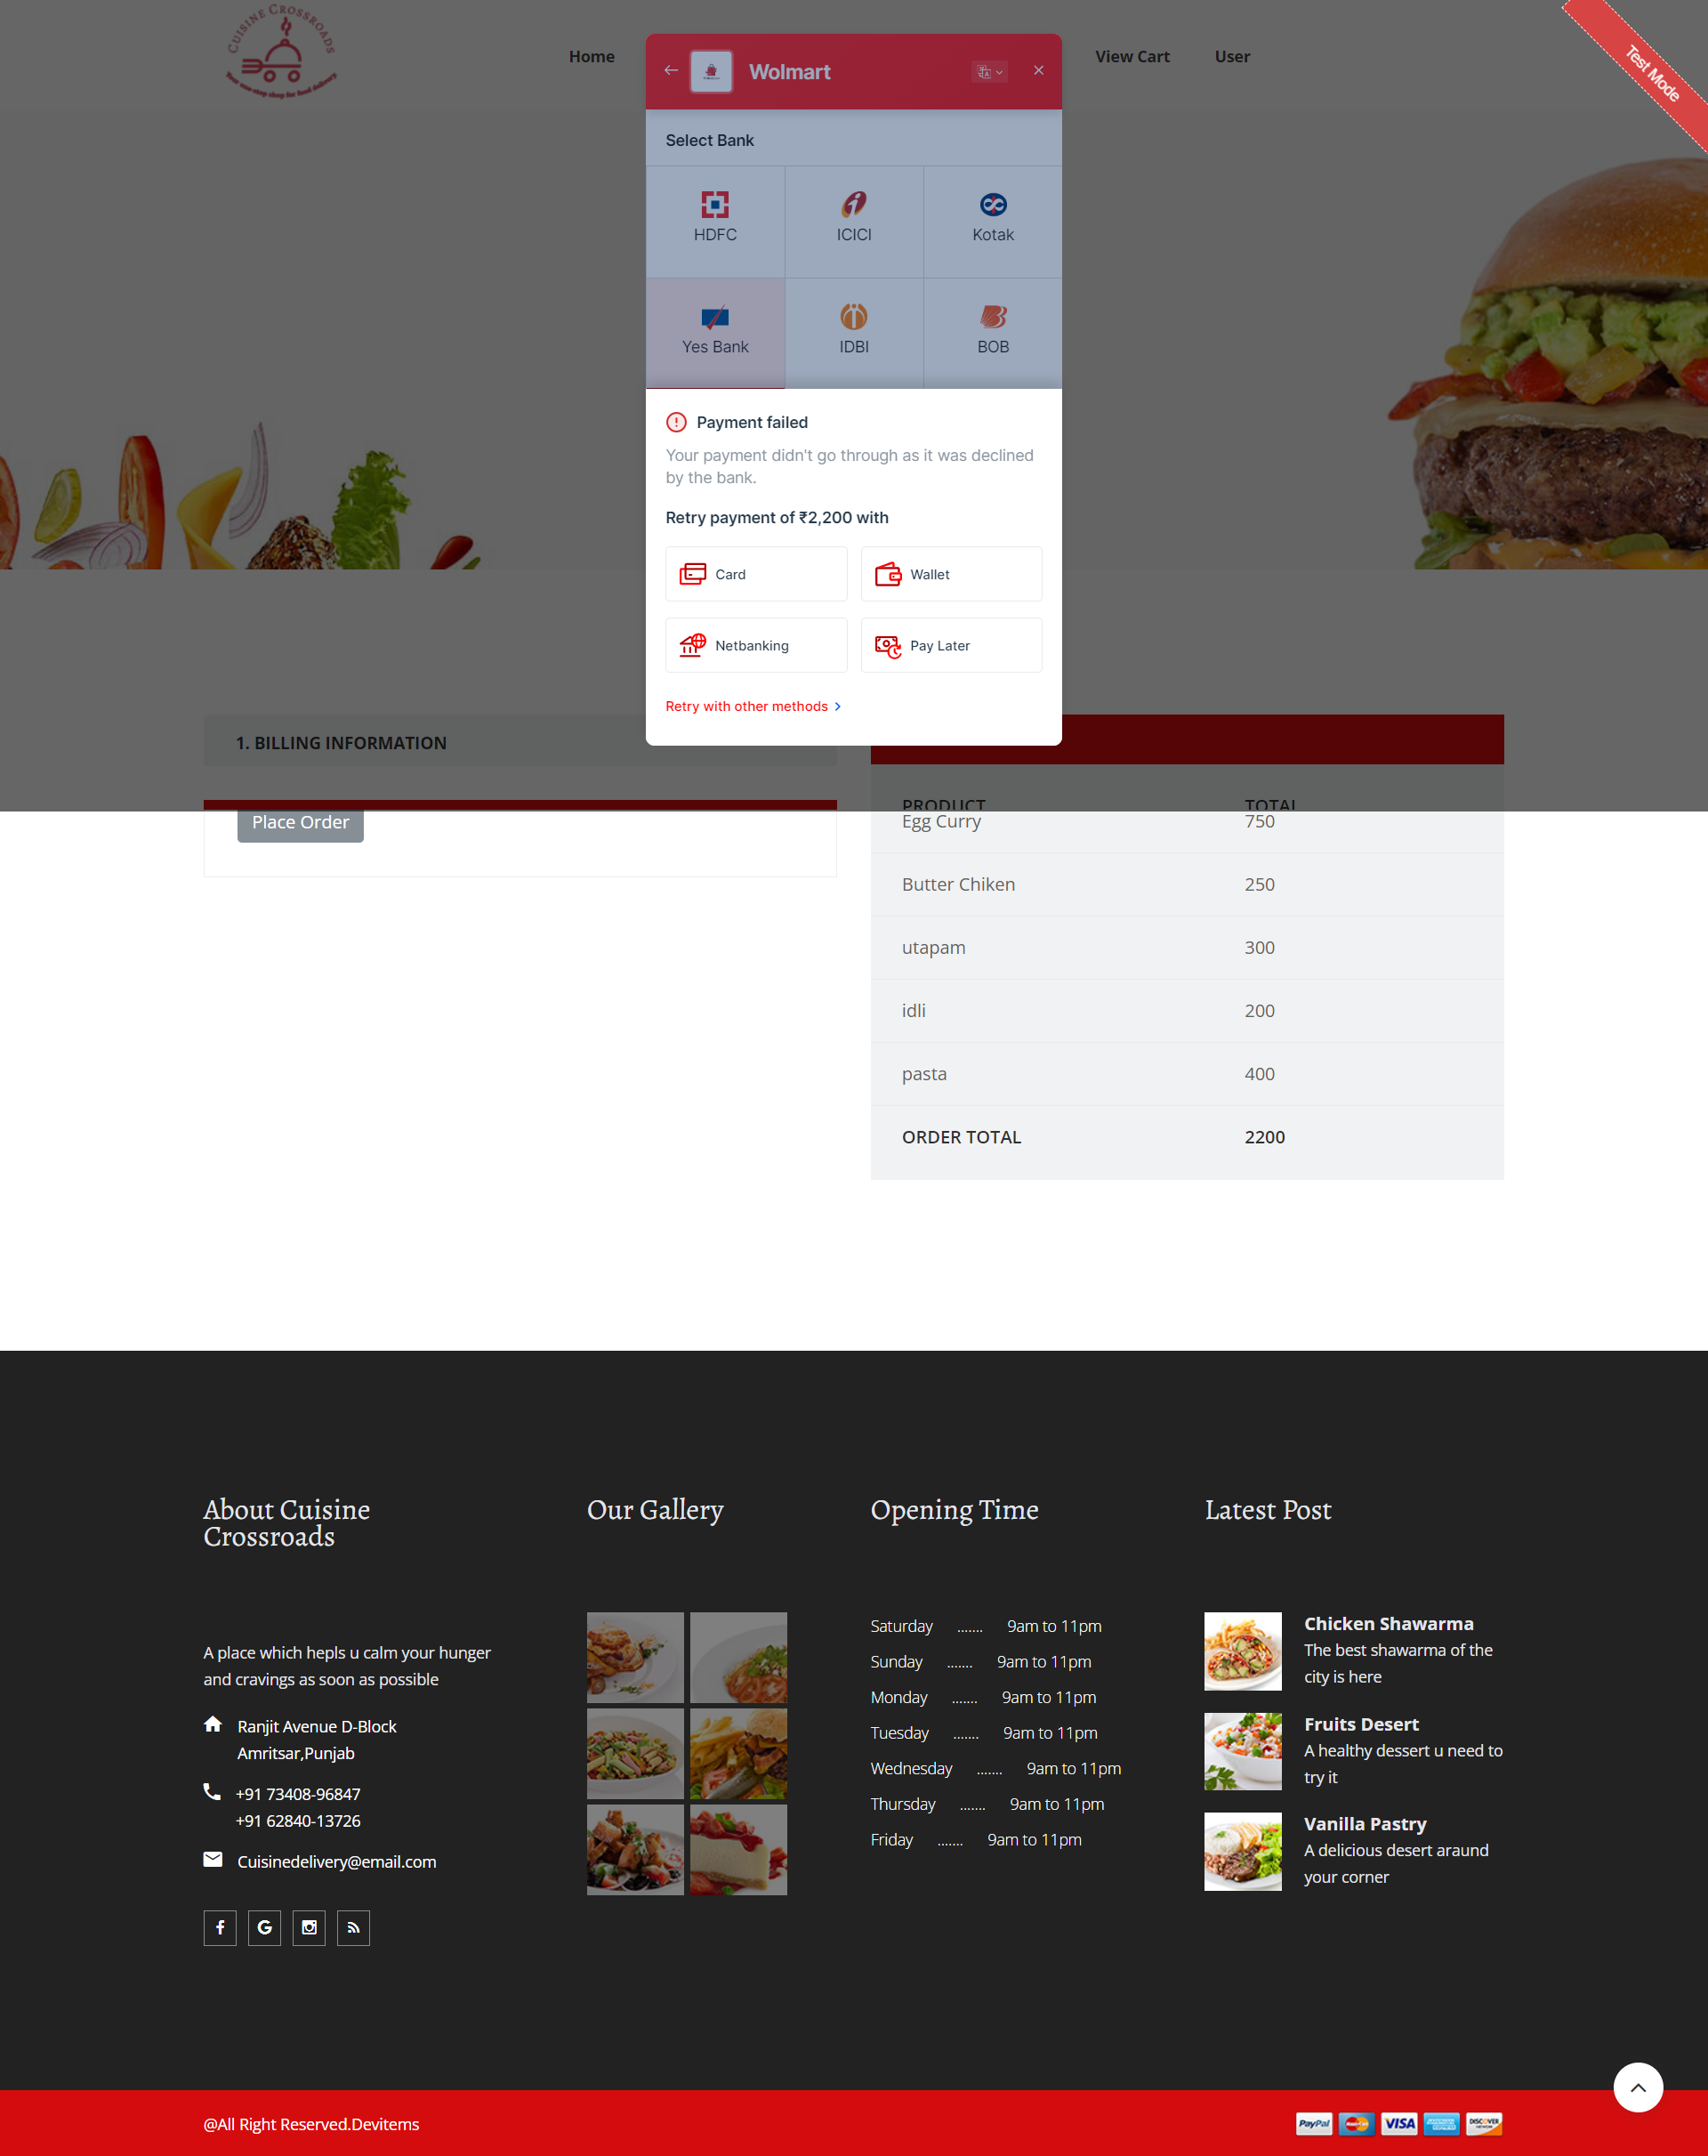 CUISINE CROSSROADS
Your one-stop shop for food delivery
Home
View Cart
User
Test Mode
Wolmart
Select Bank
HDFC
ICICI
Kotak
Yes Bank
IDBI
BOB
Payment failed
Your payment didn't go through as it was declined
by the bank.
Retry payment of ₹2,200 with
Card
Wallet
Netbanking
Pay Later
Retry with other methods
1. BILLING INFORMATION
Place Order
PRODUCT TOTAL
Egg Curry 750
Butter Chiken 250
utapam 300
idli 200
pasta 400
ORDER TOTAL 2200
About Cuisine
Crossroads
A place which hepls u calm your hunger
and cravings as soon as possible
Ranjit Avenue D-Block
Amritsar,Punjab
+91 73408-96847
+91 62840-13726
Cuisinedelivery@email.com
Our Gallery
Opening Time
Saturday ....... 9am to 11pm
Sunday ....... 9am to 11pm
Monday ....... 9am to 11pm
Tuesday ....... 9am to 11pm
Wednesday ....... 9am to 11pm
Thursday ....... 9am to 11pm
Friday ....... 9am to 11pm
Latest Post
Chicken Shawarma
The best shawarma of the
city is here
Fruits Desert
A healthy dessert u need to
try it
Vanilla Pastry
A delicious desert araund
your corner
@All Right Reserved.Devitems
PayPal
MasterCard
VISA
DISCOVER